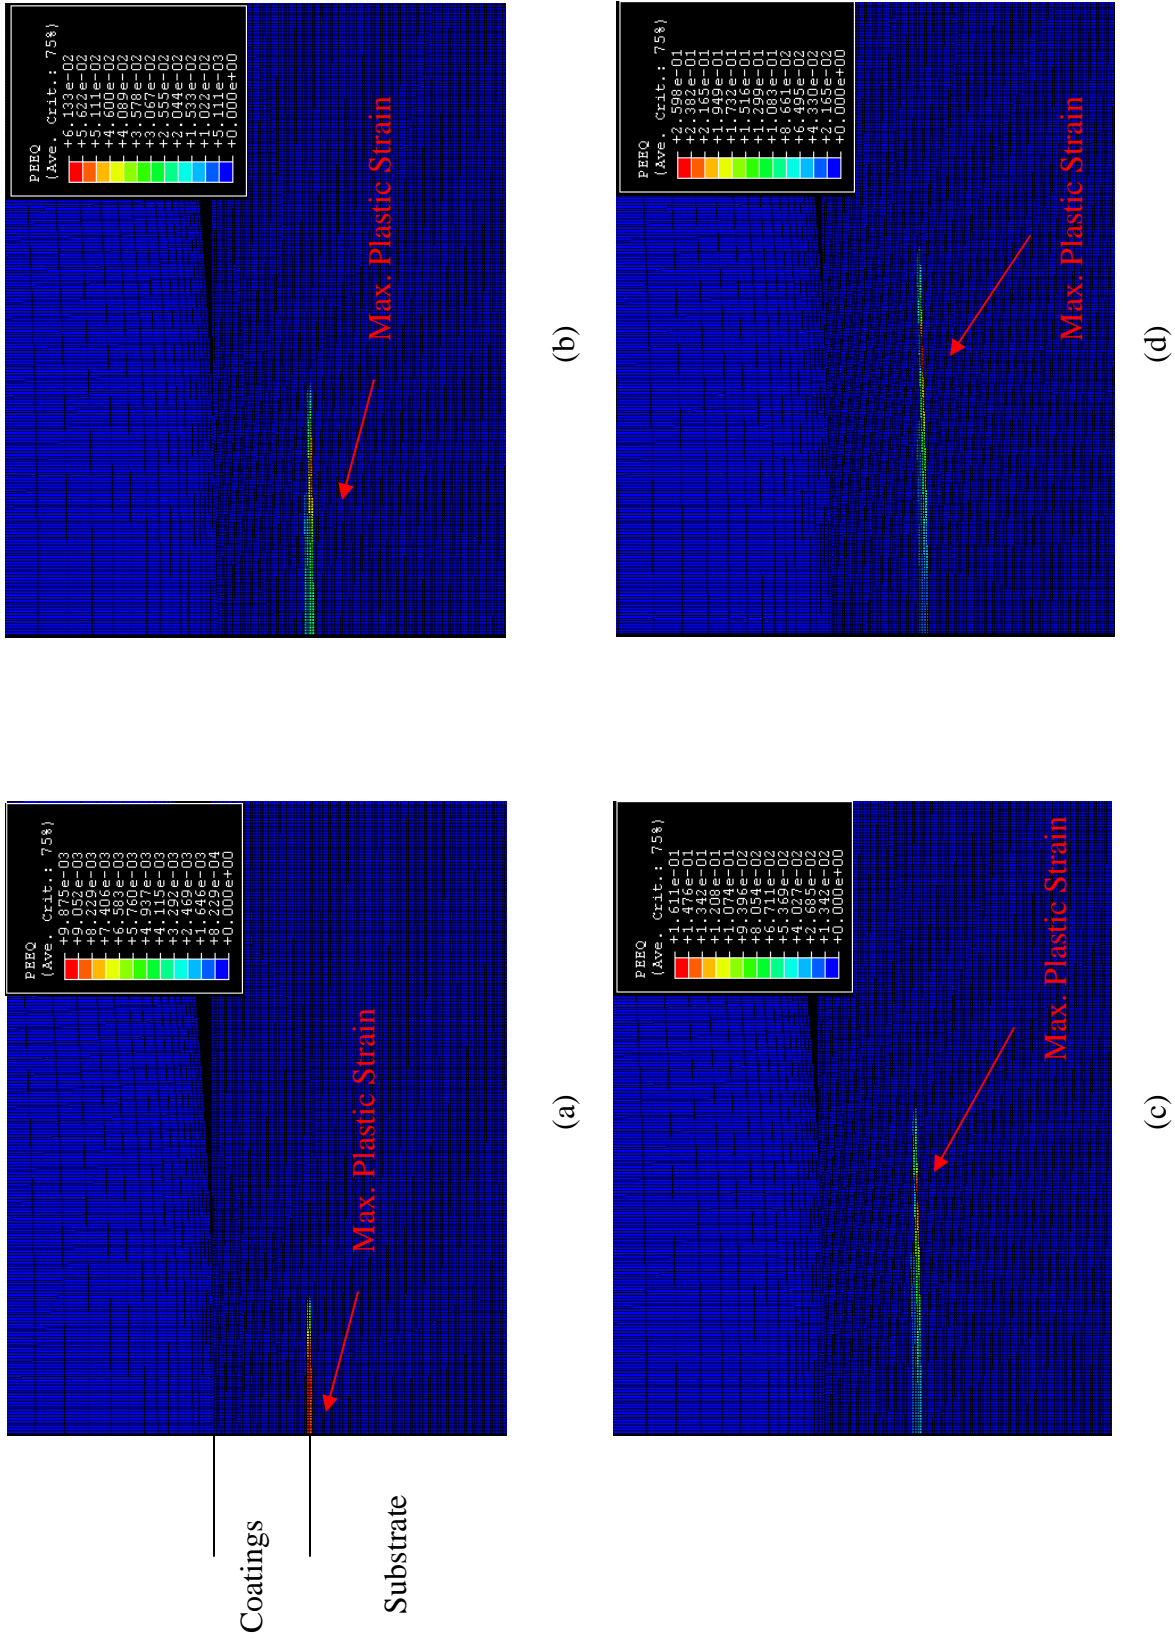 PEEQ
(Ave. Crit.: 75%)
+9.875e-03
+9.052e-03
+8.229e-03
+7.406e-03
+6.583e-03
+5.760e-03
+4.937e-03
+4.115e-03
+3.292e-03
+2.469e-03
+1.646e-03
+8.229e-04
+0.000e+00
Coatings
Substrate
Max. Plastic Strain
(a)
PEEQ
(Ave. Crit.: 75%)
+6.133e-02
+5.622e-02
+5.111e-02
+4.600e-02
+4.089e-02
+3.578e-02
+3.067e-02
+2.555e-02
+2.044e-02
+1.533e-02
+1.022e-02
+5.111e-03
+0.000e+00
Max. Plastic Strain
(b)
PEEQ
(Ave. Crit.: 75%)
+1.611e-01
+1.476e-01
+1.342e-01
+1.208e-01
+1.074e-01
+9.396e-02
+8.054e-02
+6.711e-02
+5.369e-02
+4.027e-02
+2.685e-02
+1.342e-02
+0.000e+00
Max. Plastic Strain
(c)
PEEQ
(Ave. Crit.: 75%)
+2.598e-01
+2.382e-01
+2.165e-01
+1.949e-01
+1.732e-01
+1.516e-01
+1.299e-01
+1.083e-01
+8.661e-02
+6.495e-02
+4.330e-02
+2.165e-02
+0.000e+00
Max. Plastic Strain
(d)